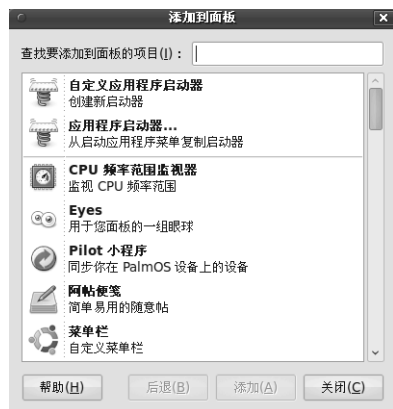 添加到面板
查找要添加到面板的项目(I)：
自定义应用程序启动器
创建新启动器
应用程序启动器...
从启动应用程序菜单复制启动器
CPU 频率范围监视器
监视 CPU 频率范围
Eyes
用于您面板的一组眼球
Pilot 小程序
同步你在 PalmOS 设备上的设备
阿帖便笺
简单易用的随意帖
菜单栏
自定义菜单栏
帮助(H) 后退(B) 添加(A) 关闭(C)